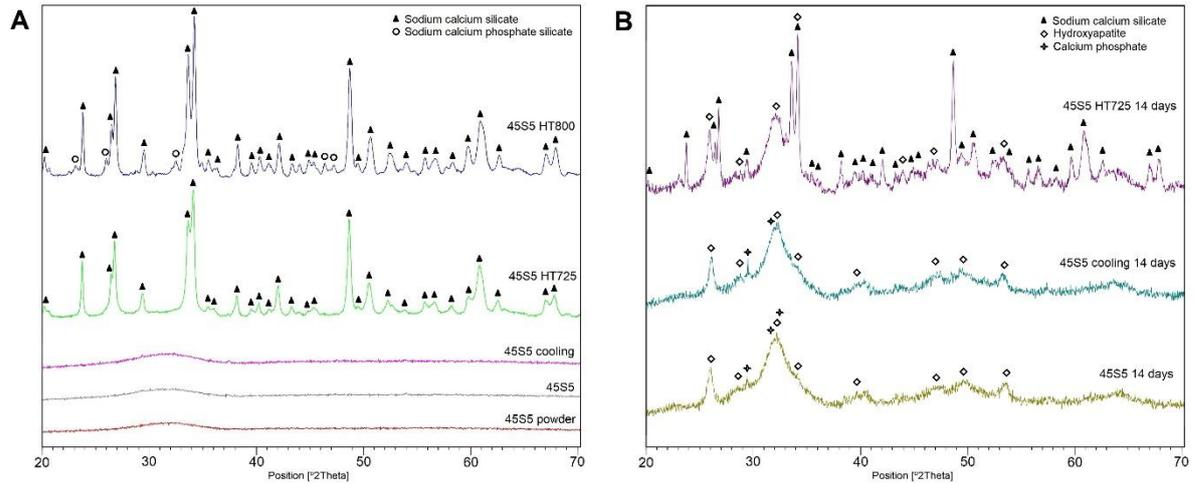 A
▲ Sodium calcium silicate
○ Sodium calcium phosphate silicate
45S5 HT800
45S5 HT725
45S5 cooling
45S5
45S5 powder
20 30 40 50 60 70
Position [°2Theta]
B
▲ Sodium calcium silicate
◇ Hydroxyapatite
✦ Calcium phosphate
45S5 HT725 14 days
45S5 cooling 14 days
45S5 14 days
20 30 40 50 60 70
Position [°2Theta]